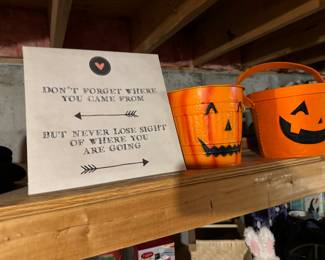 DON'T FORGET WHERE
YOU CAME FROM
BUT NEVER LOSE SIGHT
OF WHERE YOU
ARE GOING